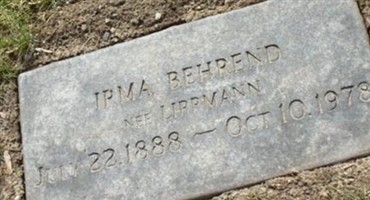 IRMA BEHREND
NEE LIPPMANN
JULY 22, 1888 — OCT 10, 1978